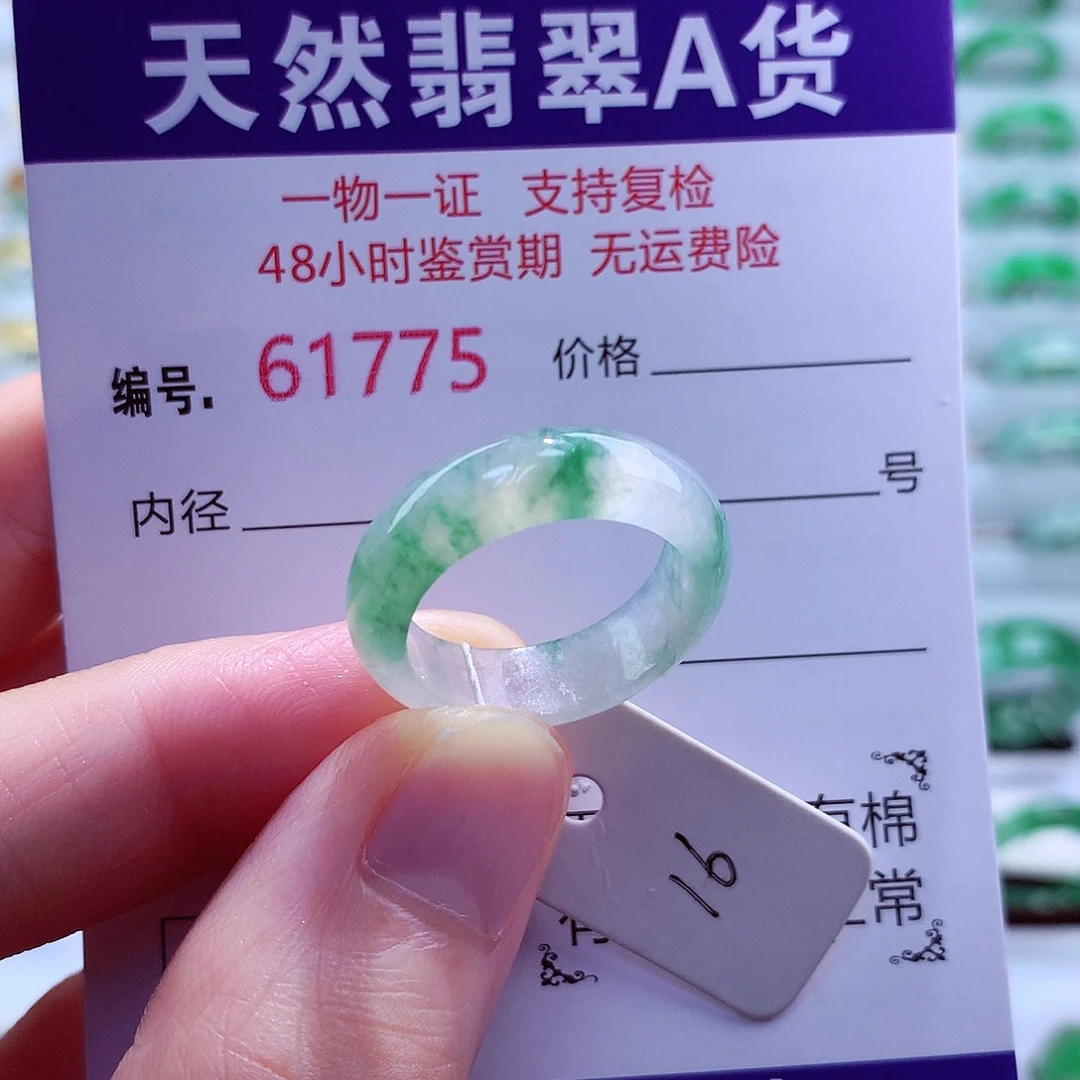 天然翡翠A货
一物一证 支持复检
48小时鉴赏期 无运费险
编号. 61775 价格
内径 号
16
有棉
常